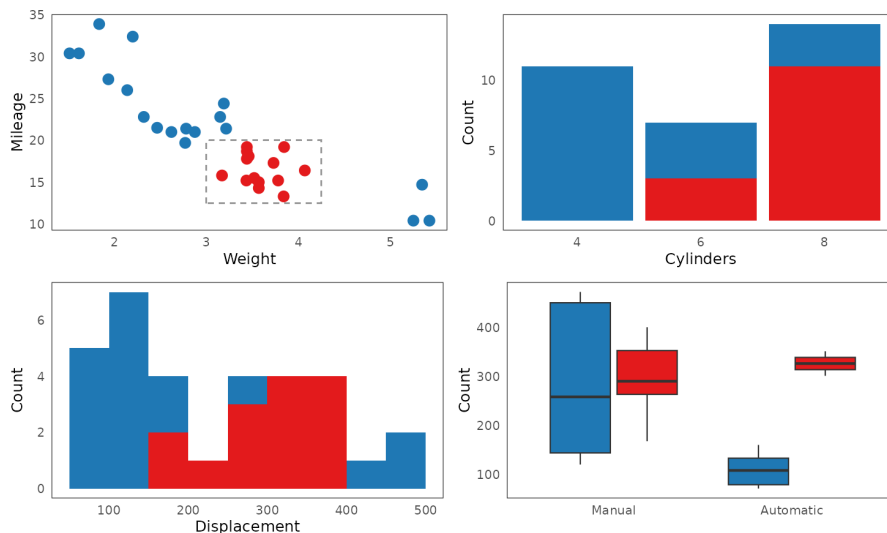 35
30
25
20
15
10
Mileage
2 3 4 5
Weight
10
5
0
Count
4 6 8
Cylinders
6
4
2
0
Count
100 200 300 400 500
Displacement
400
300
200
100
Count
Manual Automatic